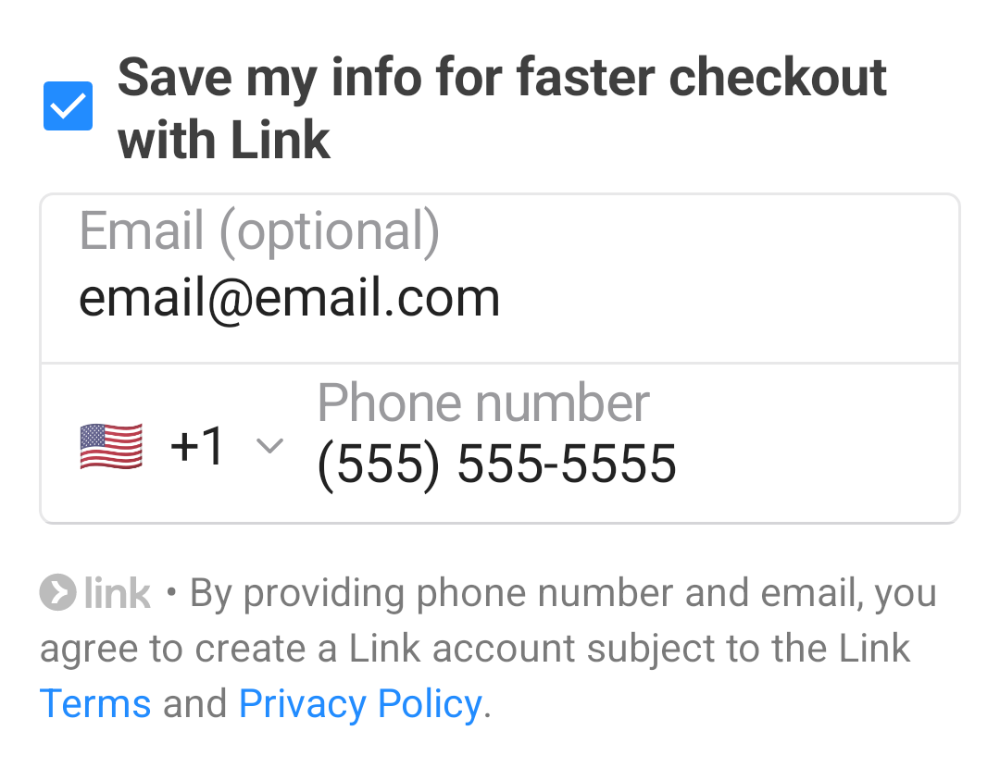 Save my info for faster checkout
with Link
Email (optional)
email@email.com
Phone number
+1 (555) 555-5555
link • By providing phone number and email, you
agree to create a Link account subject to the Link
Terms and Privacy Policy.